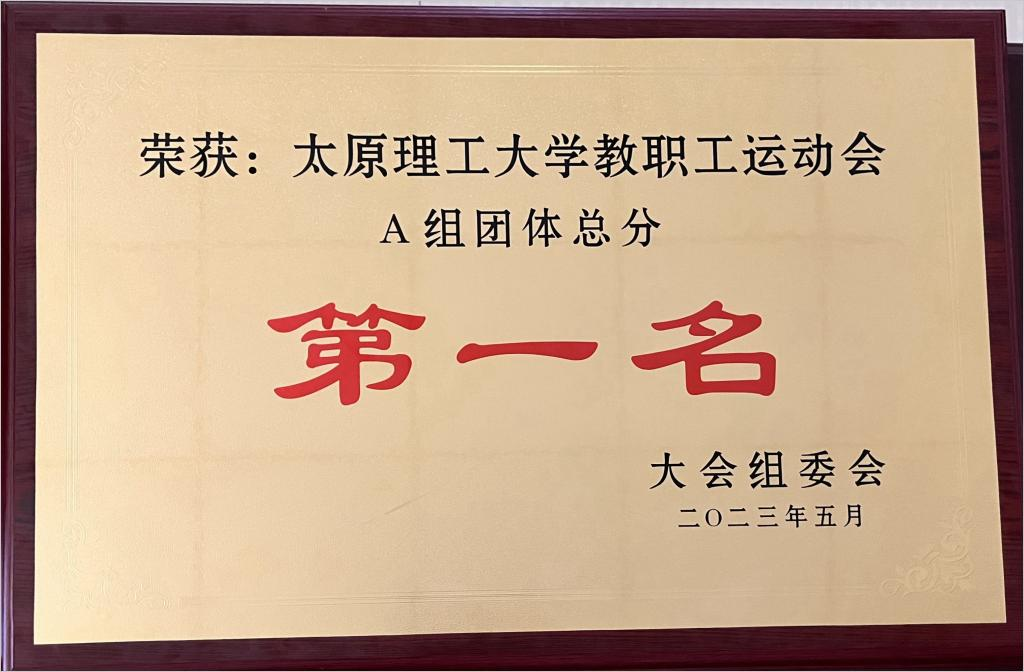 荣获：太原理工大学教职工运动会
A组团体总分
第一名
大会组委会
二〇二三年五月